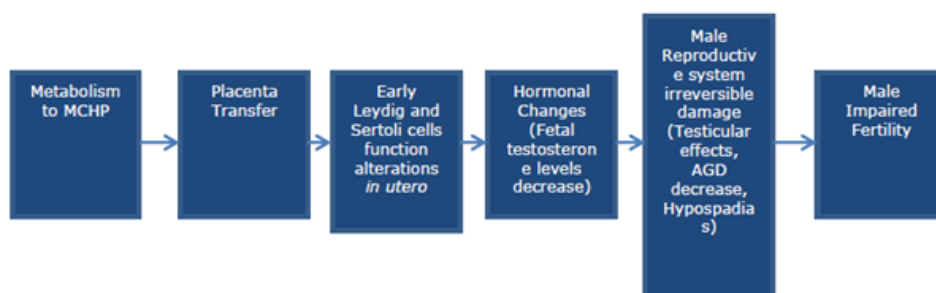 Metabolism
to MCHP
Placenta
Transfer
Early
Leydig and
Sertoli cells
function
alterations
in utero
Hormonal
Changes
(Fetal
testosteron
e levels
decrease)
Male
Reproductiv
e system
irreversible
damage
(Testicular
effects,
AGD
decrease,
Hypospadia
s)
Male
Impaired
Fertility